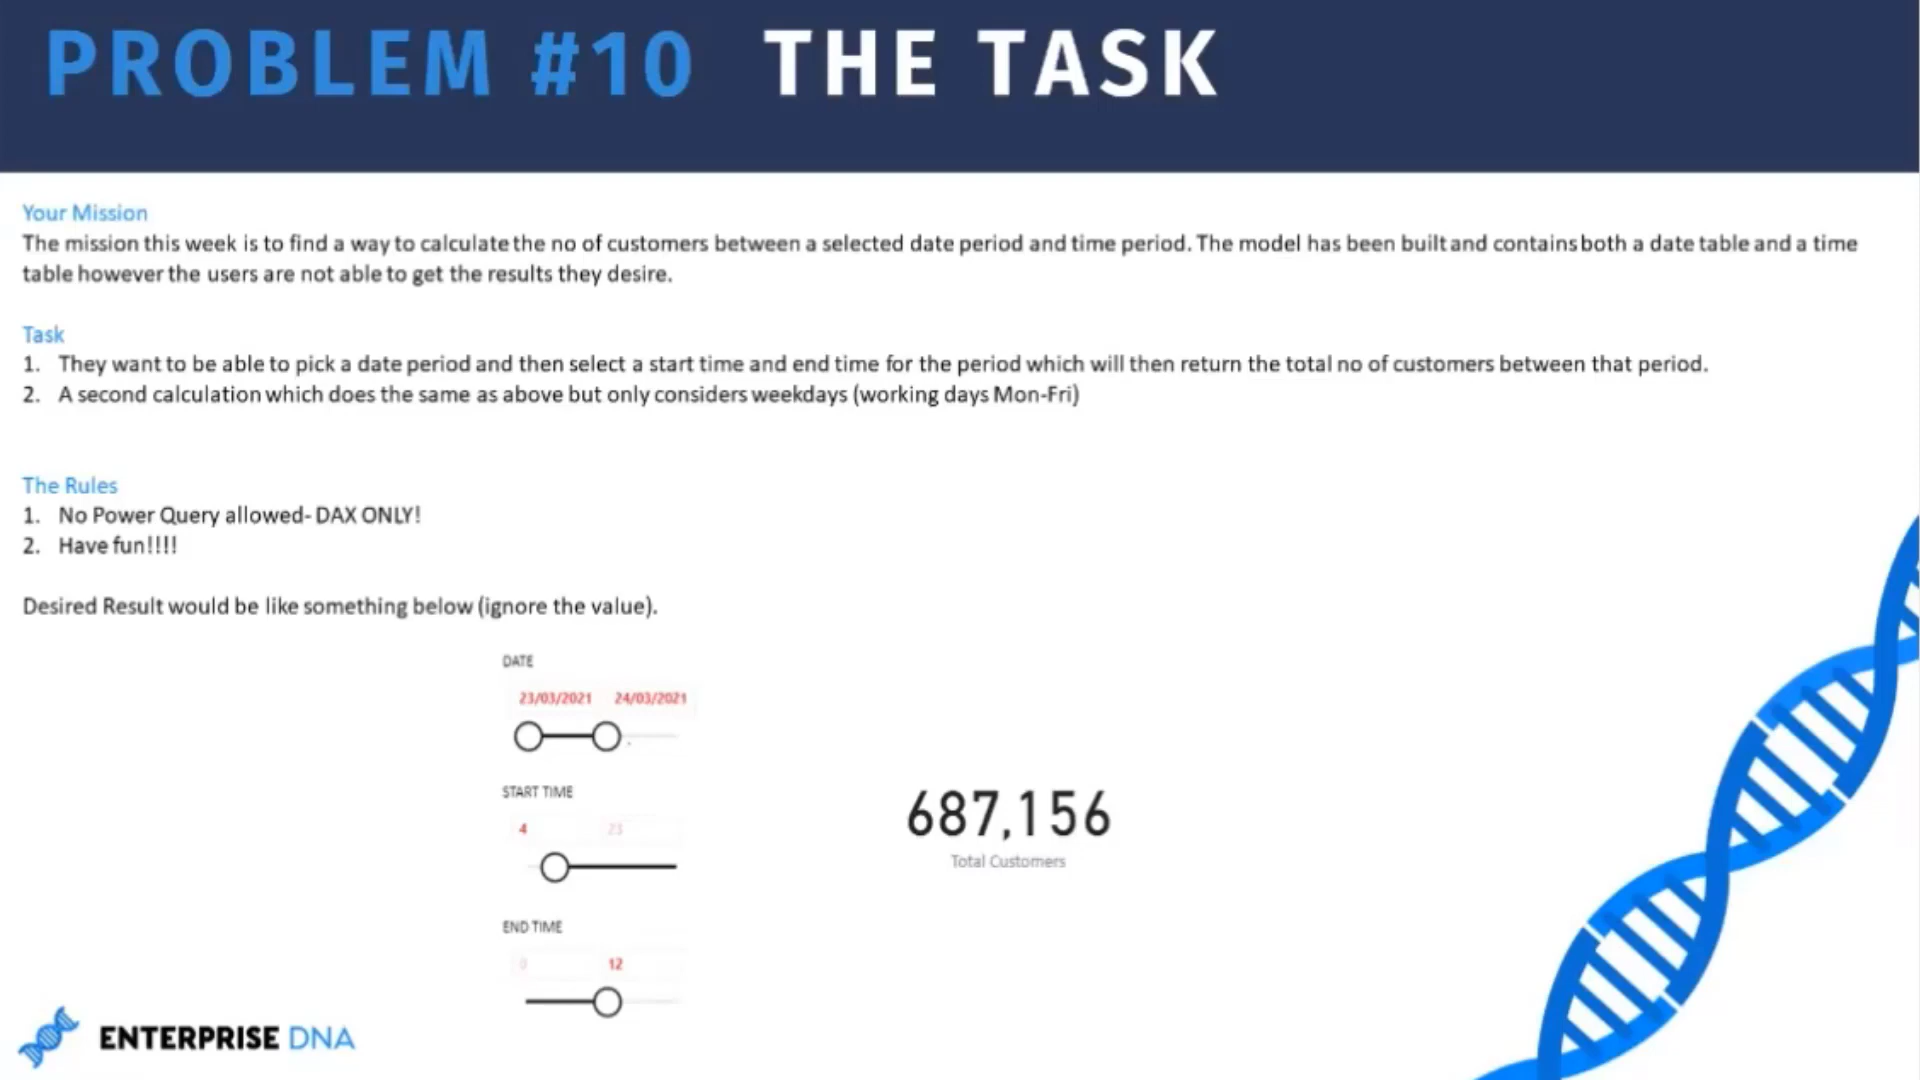 PROBLEM #10 THE TASK
Your Mission
The mission this week is to find a way to calculate the no of customers between a selected date period and time period. The model has been built and contains both a date table and a time
table however the users are not able to get the results they desire.
Task
1. They want to be able to pick a date period and then select a start time and end time for the period which will then return the total no of customers between that period.
2. A second calculation which does the same as above but only considers weekdays (working days Mon-Fri)
The Rules
1. No Power Query allowed- DAX ONLY!
2. Have fun!!!!
Desired Result would be like something below (ignore the value).
DATE
23/03/2021 24/03/2021
START TIME
4 23
687,156
Total Customers
END TIME
0 12
ENTERPRISE DNA